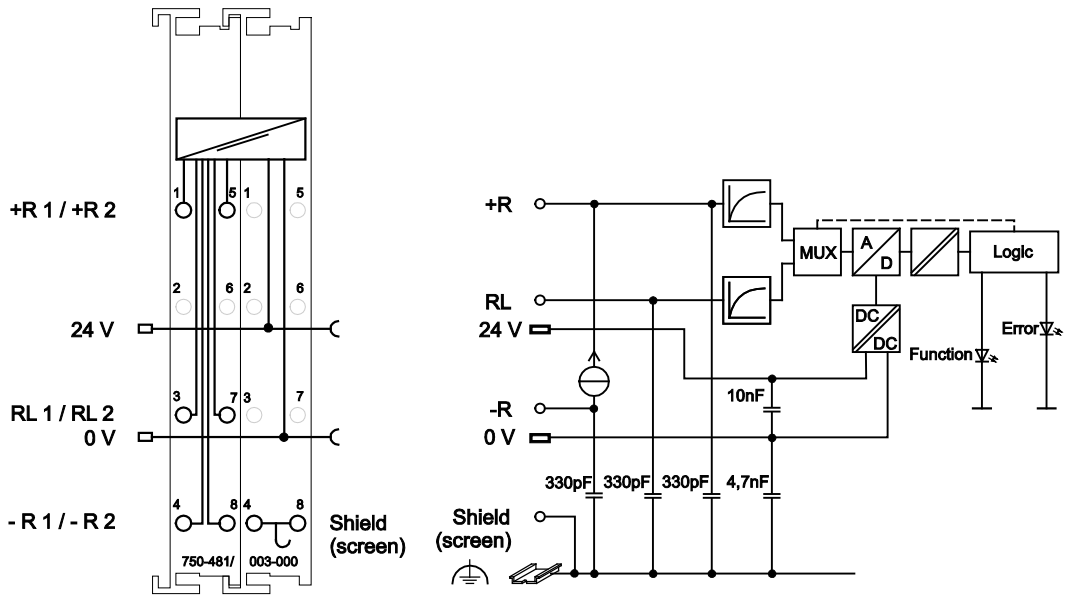 1 5 1 5
+R 1 / +R 2
2 6 2 6
24 V
3 7 3 7
RL 1 / RL 2
0 V
4 8 4 8
- R 1 / - R 2
Shield
(screen)
750-481/ 003-000
+R
MUX
A
D
Logic
RL
24 V
DC
DC
Error
Function
10nF
-R
0 V
330pF 330pF 330pF 4,7nF
Shield
(screen)